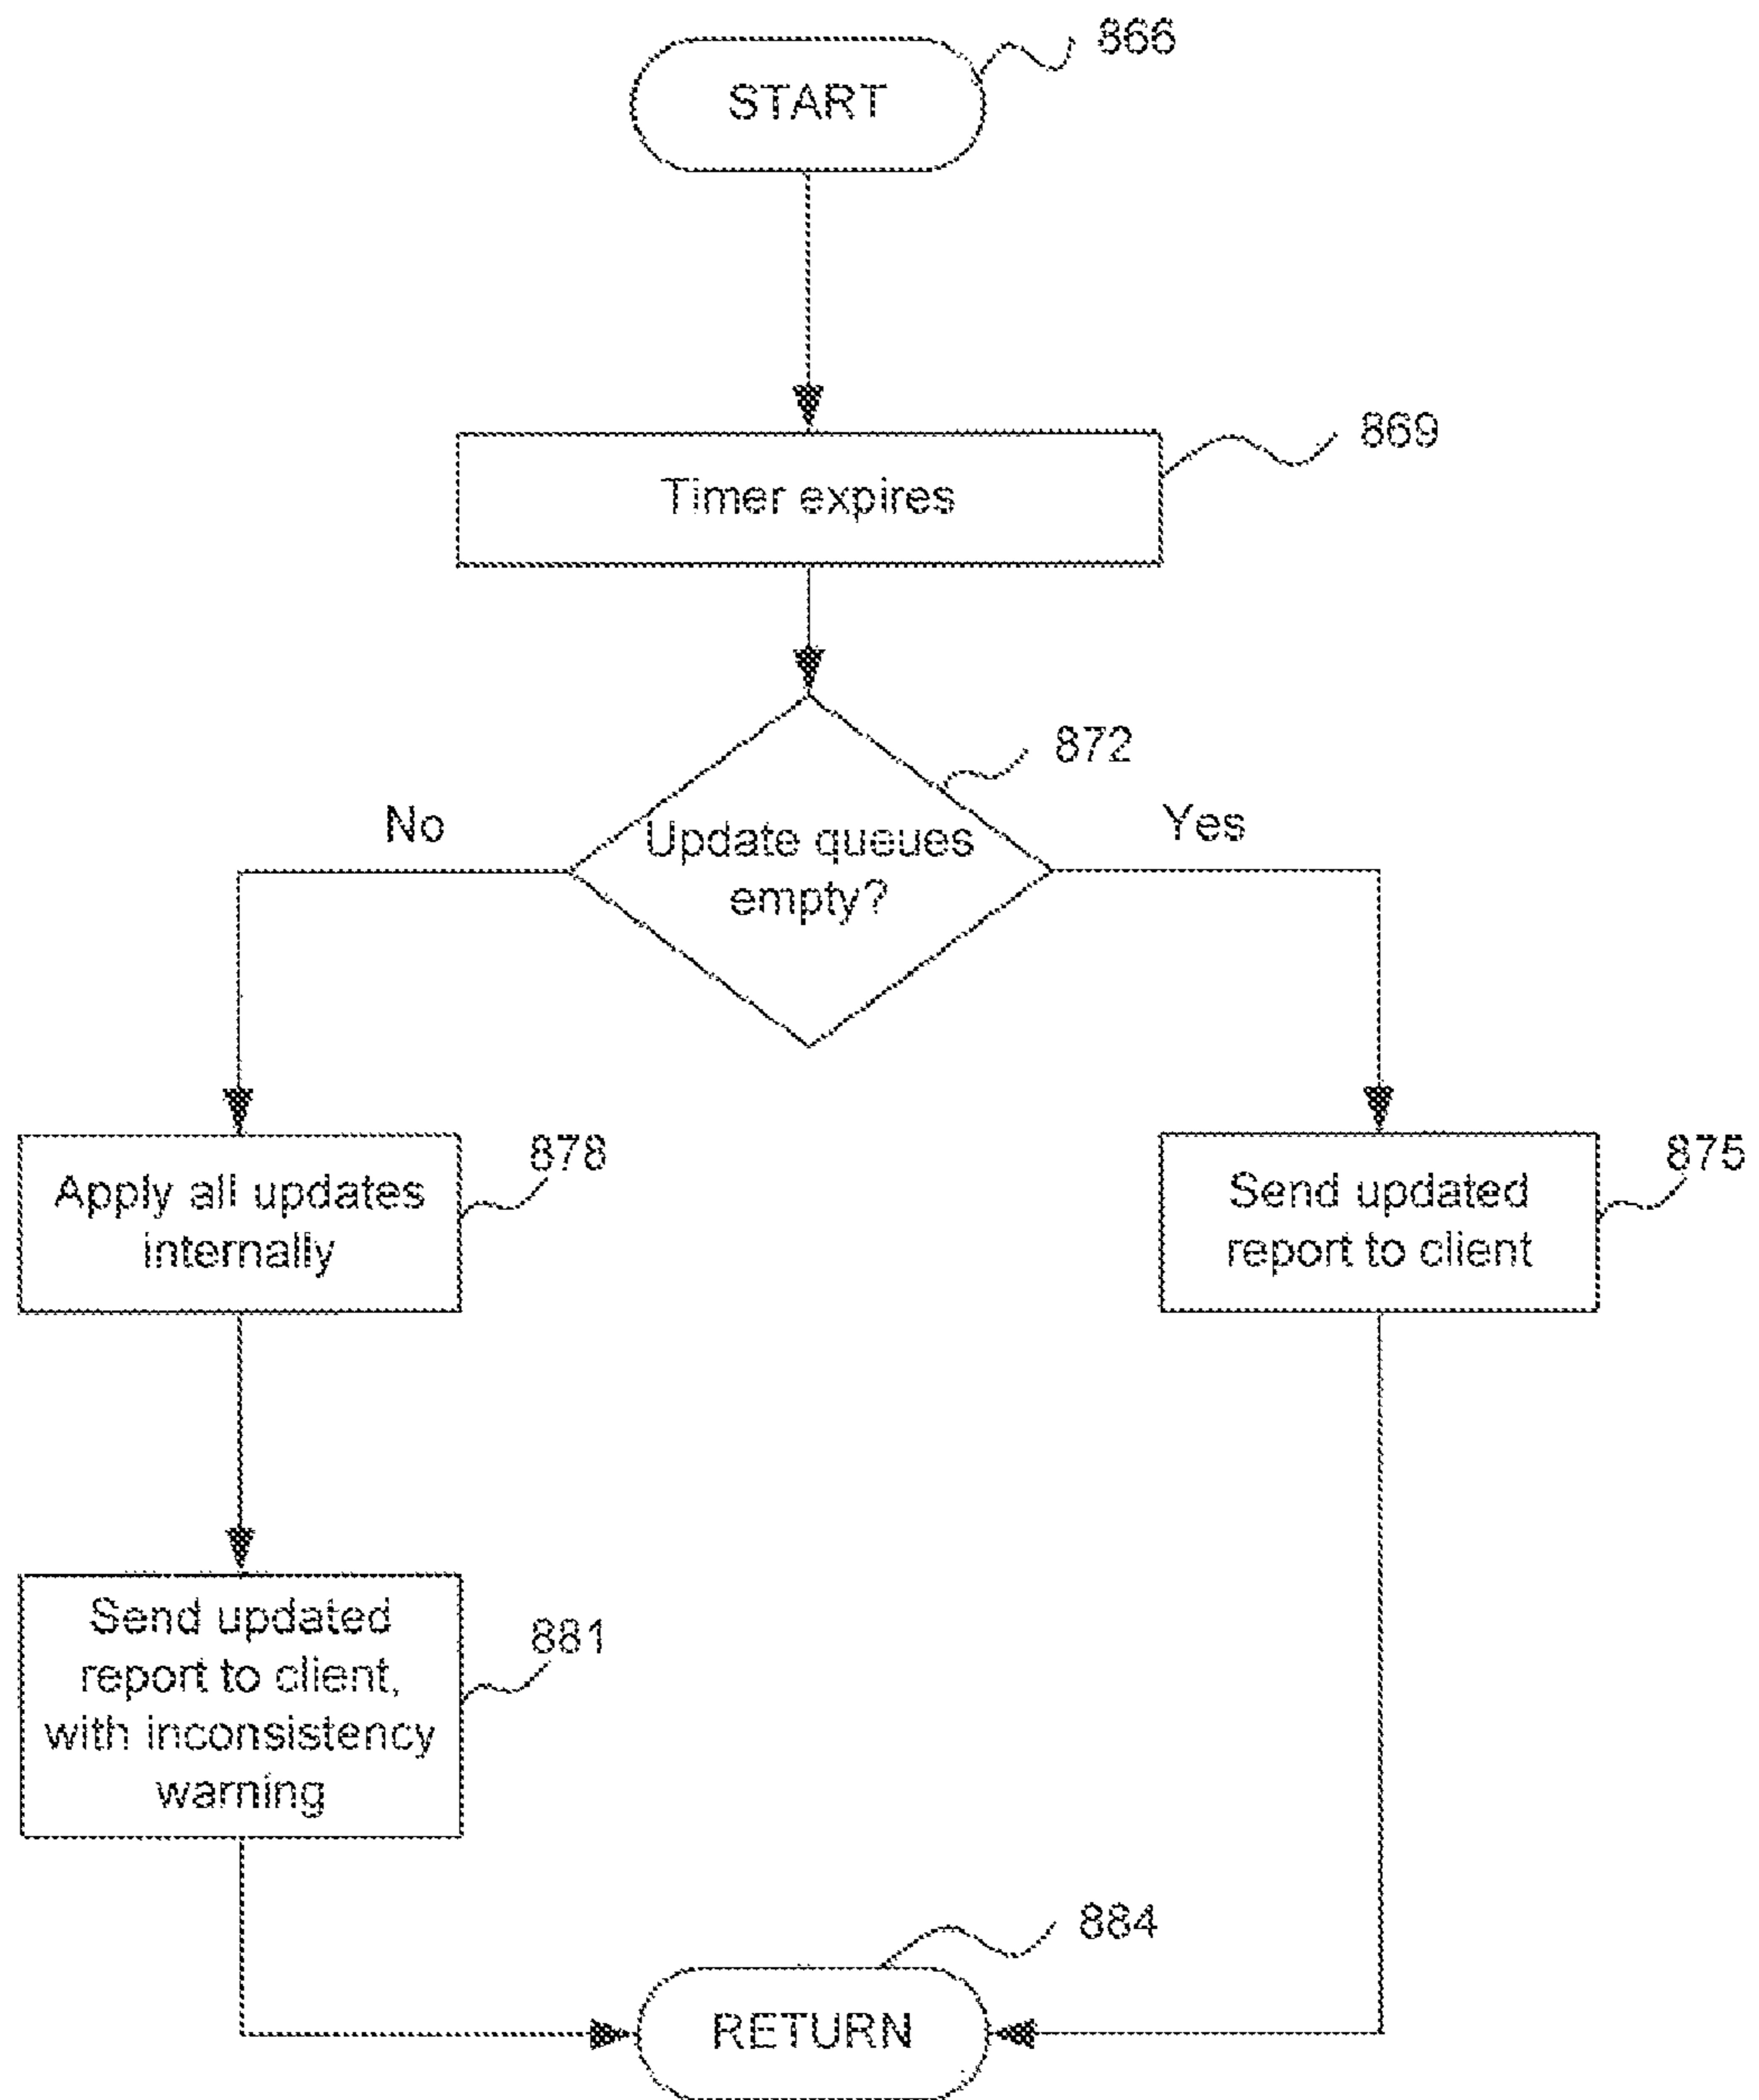 866
START
869
Timer expires
872
No
Yes
Update queues
empty?
878
Apply all updates
internally
875
Send updated
report to client
881
Send updated
report to client,
with inconsistency
warning
884
RETURN